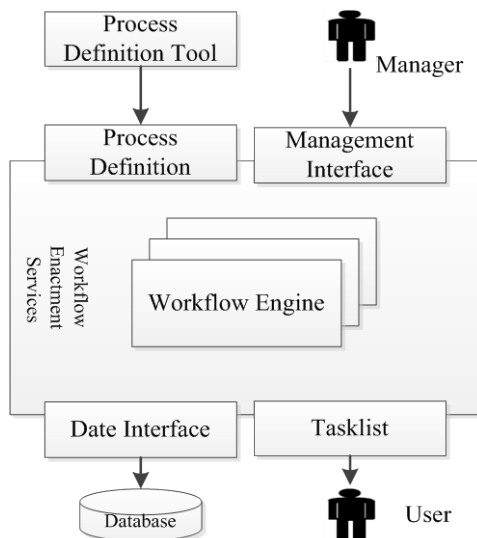 Process
Definition Tool
Manager
Process
Definition
Management
Interface
Workflow
Enactment
Services
Workflow Engine
Date Interface
Tasklist
Database
User